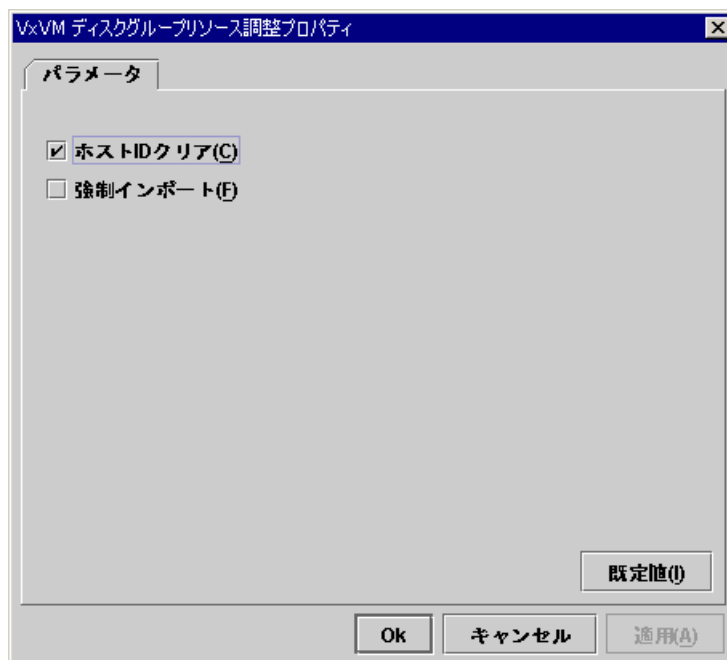 VxVM ディスクグループリソース調整プロパティ
パラメータ
ホストIDクリア(C)
強制インポート(F)
既定値(I)
Ok キャンセル 適用(A)